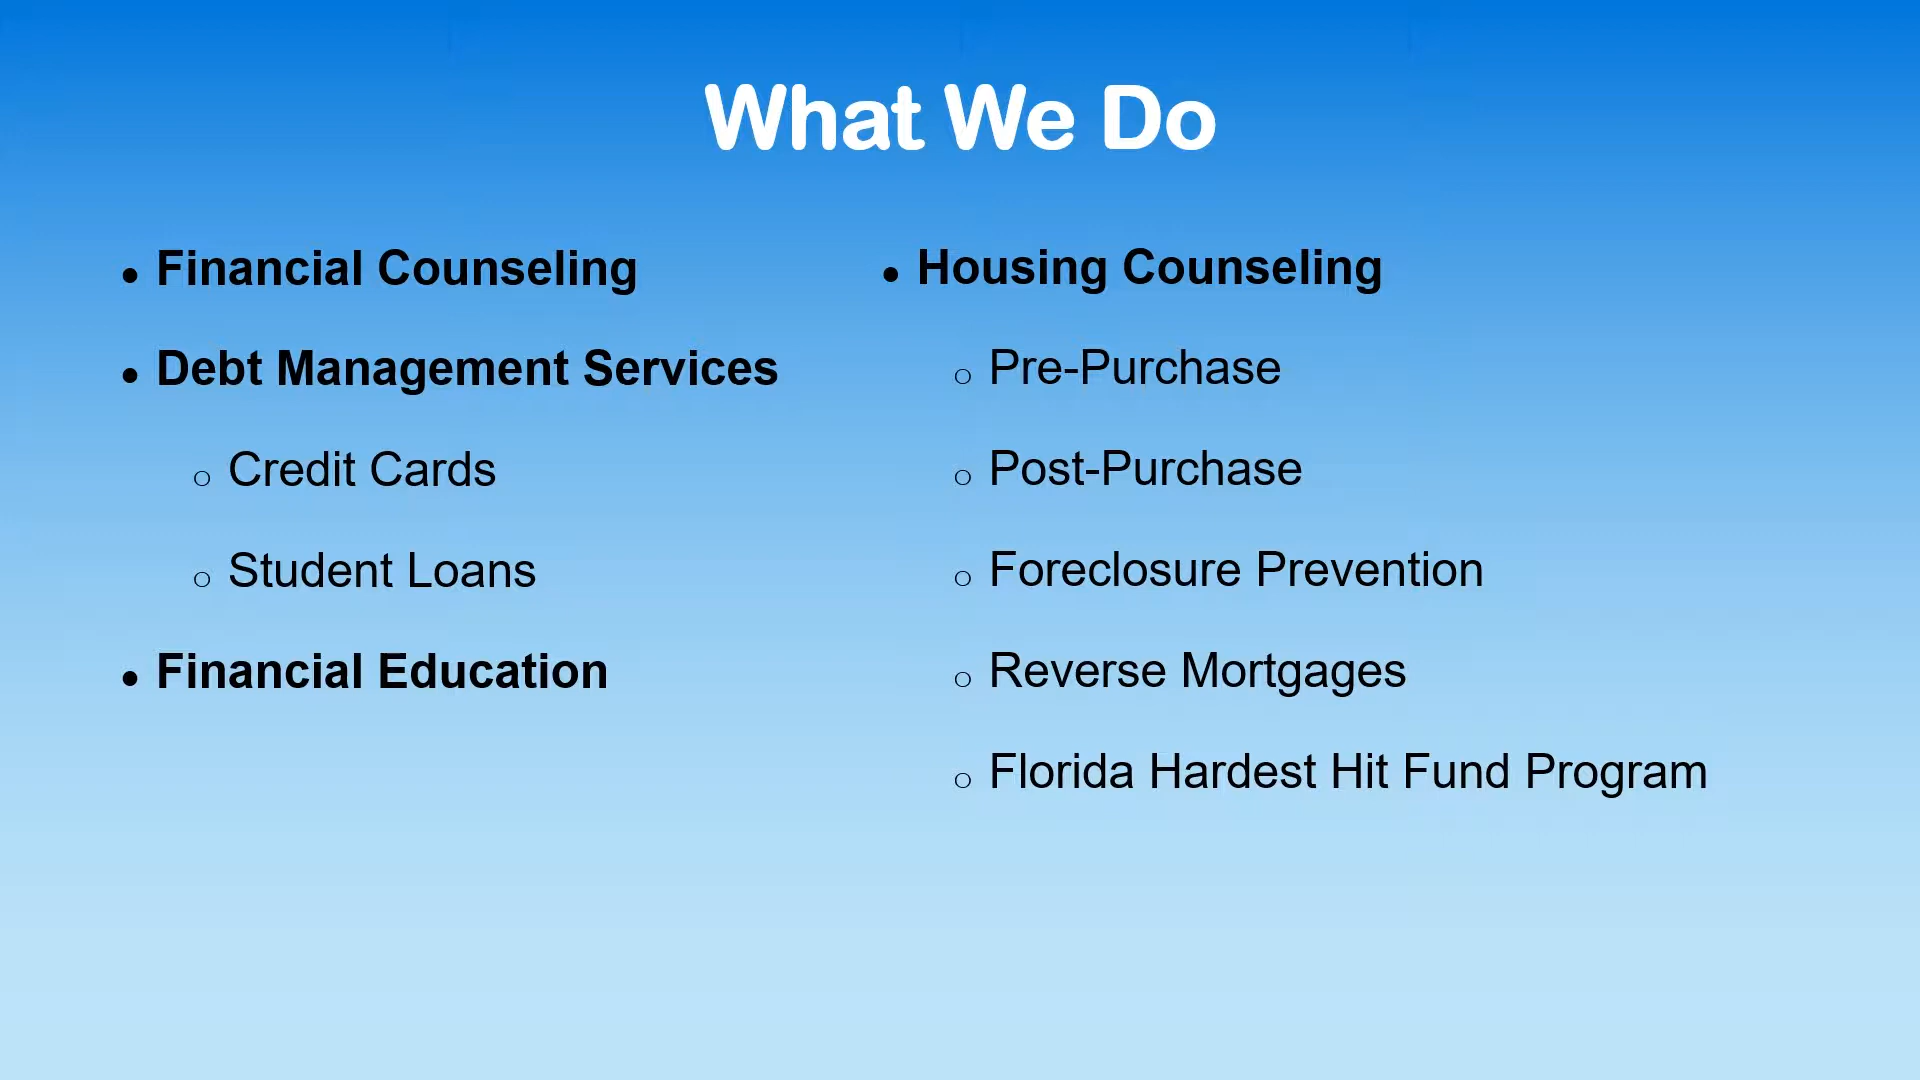 What We Do
• Financial Counseling
• Debt Management Services
○ Credit Cards
○ Student Loans
• Financial Education
• Housing Counseling
○ Pre-Purchase
○ Post-Purchase
○ Foreclosure Prevention
○ Reverse Mortgages
○ Florida Hardest Hit Fund Program